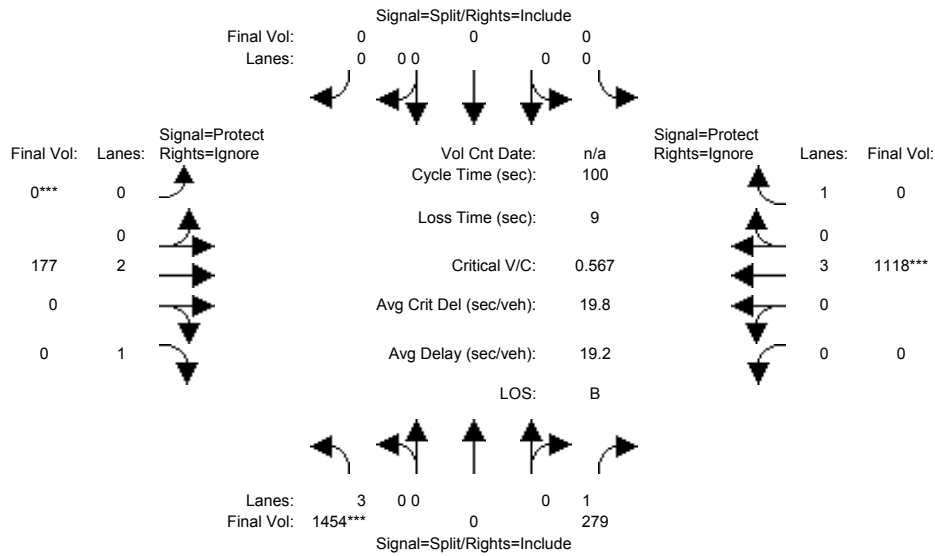 Signal=Split/Rights=Include
Final Vol: 0 0 0
Lanes: 0 0 0 0 0
Signal=Protect Signal=Protect
Final Vol: Lanes: Rights=Ignore Vol Cnt Date: n/a Rights=Ignore Lanes: Final Vol:
Cycle Time (sec): 100
0*** 0 1 0
Loss Time (sec): 9
0 0
177 2 Critical V/C: 0.567 3 1118***
0 Avg Crit Del (sec/veh): 19.8 0
0 1 Avg Delay (sec/veh): 19.2 0 0
LOS: B
Lanes: 3 0 0 0 1
Final Vol: 1454*** 0 279
Signal=Split/Rights=Include